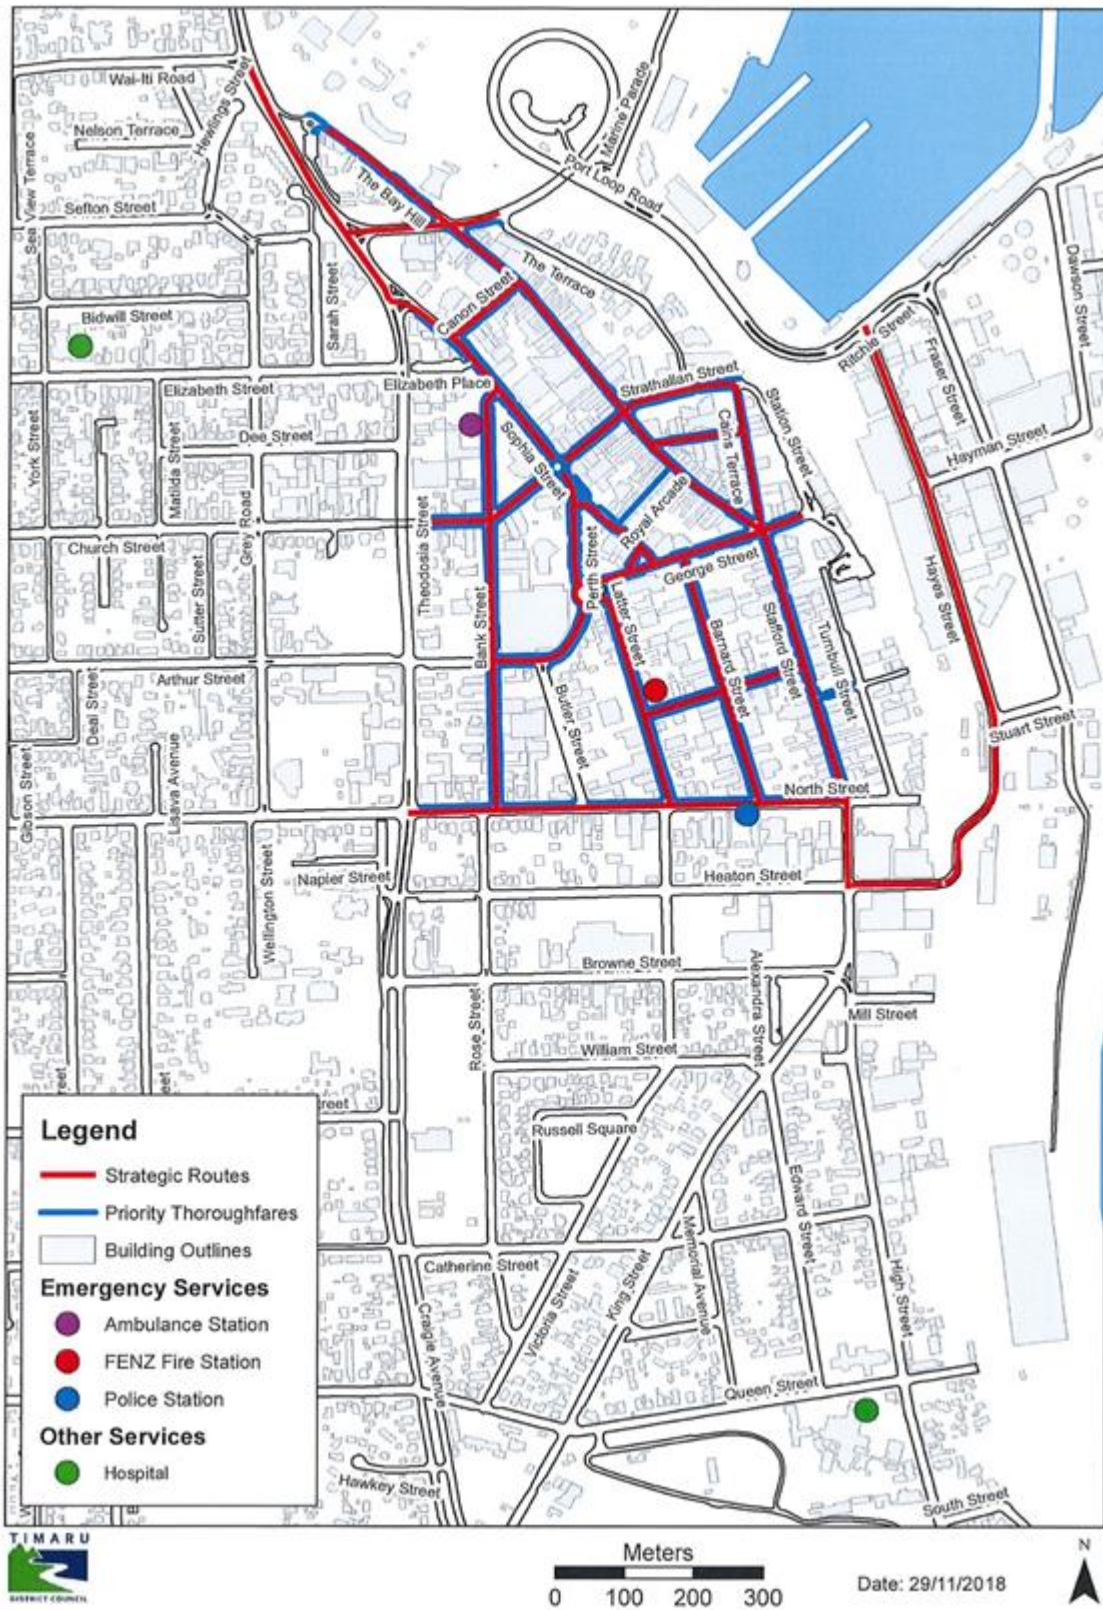 Wai-Iti Road
Hewlings Street
Nelson Terrace
Sea View Terrace
Sefton Street
Marine Parade
Port Loop Road
The Bay Hill
The Terrace
Canon Street
Sarah Street
Bidwill Street
Elizabeth Street
Elizabeth Place
Dawson Street
Ritchie Street
Fraser Street
Strathallan Street
Station Street
Cains Terrace
Hayman Street
York Street
Matilda Street
Dee Street
Grey Road
Sophia Street
Royal Arcade
Church Street
Sutter Street
Theodosia Street
Bank Street
Perth Street
George Street
Latter Street
Barnard Street
Stafford Street
Turnbull Street
Hayes Street
Arthur Street
Butler Street
Deal Street
Gibson Street
Lisava Avenue
Stuart Street
North Street
Wellington Street
Napier Street
Heaton Street
Browne Street
Alexandra Street
Mill Street
Rose Street
William Street
Russell Square
Edward Street
Memorial Avenue
High Street
Catherine Street
Victoria Street
King Street
Craigie Avenue
Queen Street
Hawkey Street
South Street
reet
reet
treet
Legend
Strategic Routes
Priority Thoroughfares
Building Outlines
Emergency Services
Ambulance Station
FENZ Fire Station
Police Station
Other Services
Hospital
TIMARU
DISTRICT COUNCIL
Meters
0 100 200 300
Date: 29/11/2018
N